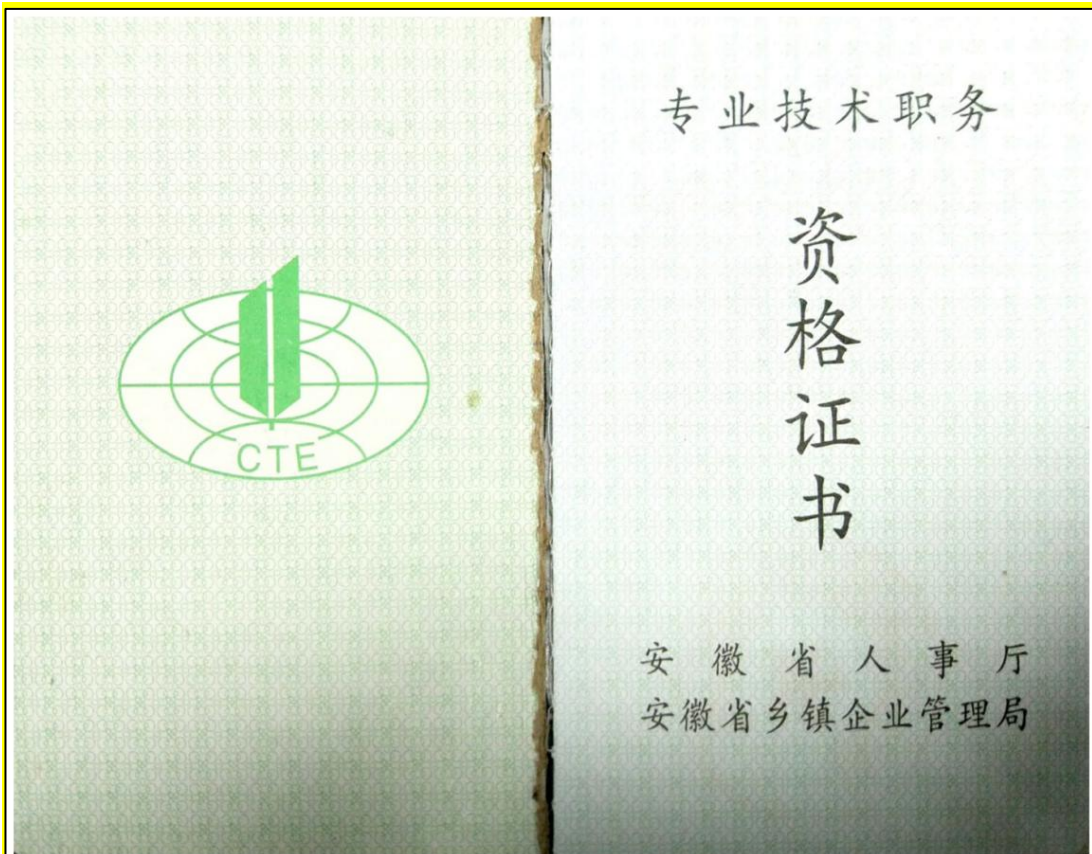 CTE
专业技术职务
资格证书
安徽省人事厅
安徽省乡镇企业管理局